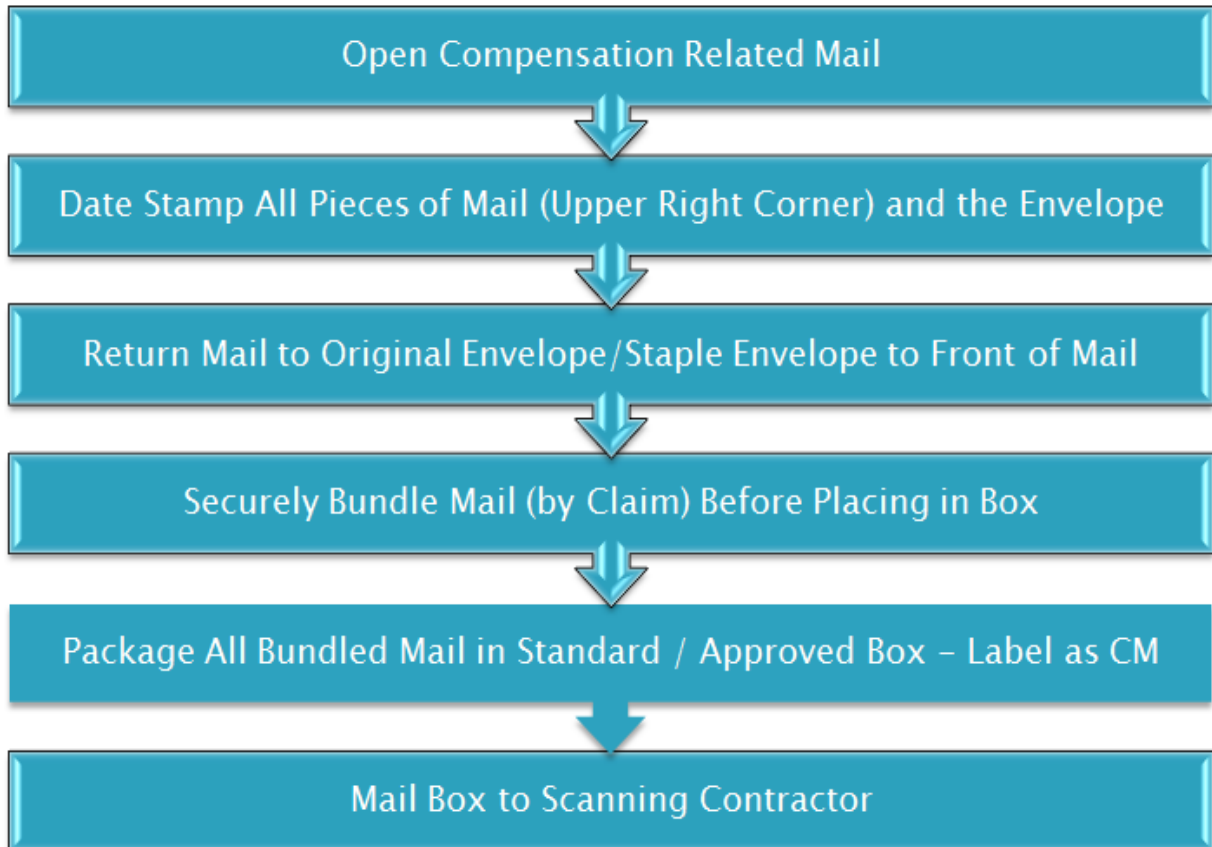 Open Compensation Related Mail
Date Stamp All Pieces of Mail (Upper Right Corner) and the Envelope
Return Mail to Original Envelope/Staple Envelope to Front of Mail
Securely Bundle Mail (by Claim) Before Placing in Box
Package All Bundled Mail in Standard / Approved Box – Label as CM
Mail Box to Scanning Contractor